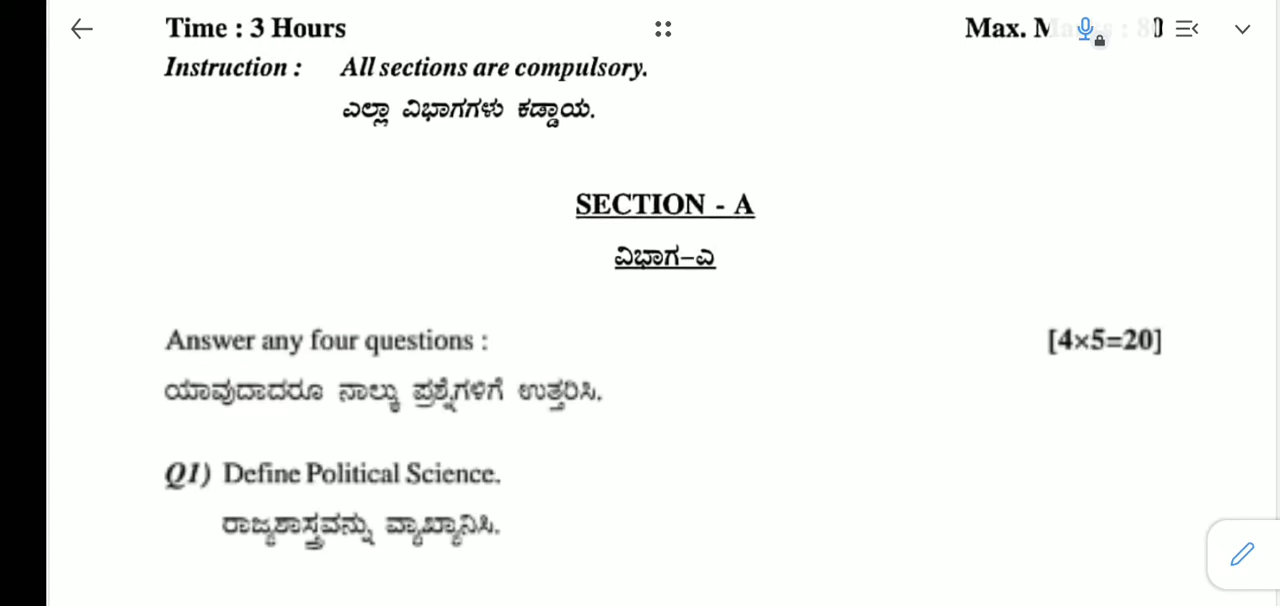 Time : 3 Hours
Max.
Instruction : All sections are compulsory.
ಎಲ್ಲಾ ವಿಭಾಗಗಳು ಕಡ್ಡಾಯ.
SECTION - A
ವಿಭಾಗ–ಎ
Answer any four questions : [4×5=20]
ಯಾವುದಾದರೂ ನಾಲ್ಕು ಪ್ರಶ್ನೆಗಳಿಗೆ ಉತ್ತರಿಸಿ.
Q1) Define Political Science.
ರಾಜ್ಯಶಾಸ್ತ್ರವನ್ನು ವ್ಯಾಖ್ಯಾನಿಸಿ.